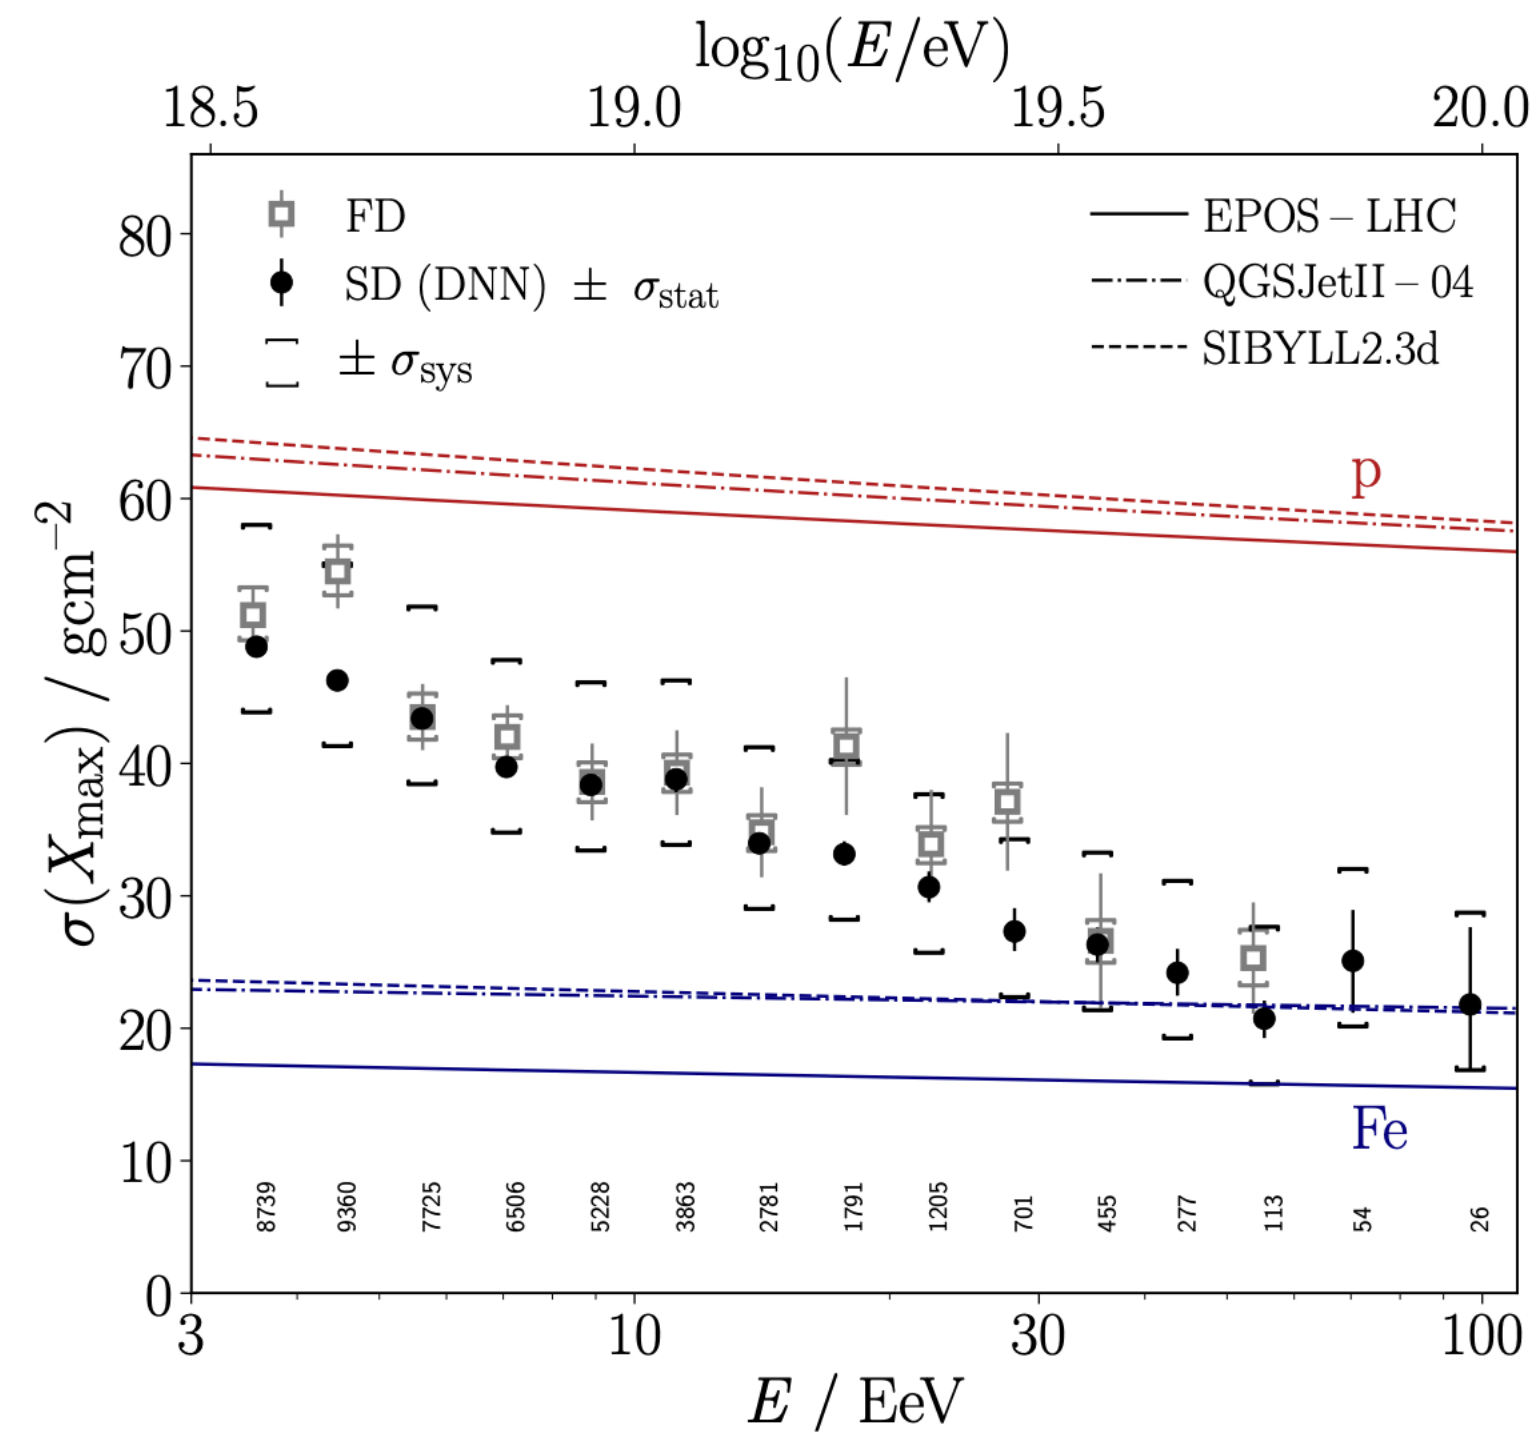 log₁₀(E/eV)
18.5 19.0 19.5 20.0
FD
SD (DNN) ± σstat
± σsys
EPOS – LHC
QGSJetII – 04
SIBYLL2.3d
p
Fe
σ(Xmax) / gcm⁻²
80
70
60
50
40
30
20
10
0
8739 9360 7725 6506 5228 3863 2781 1791 1205 701 455 277 113 54 26
3 10 30 100
E / EeV